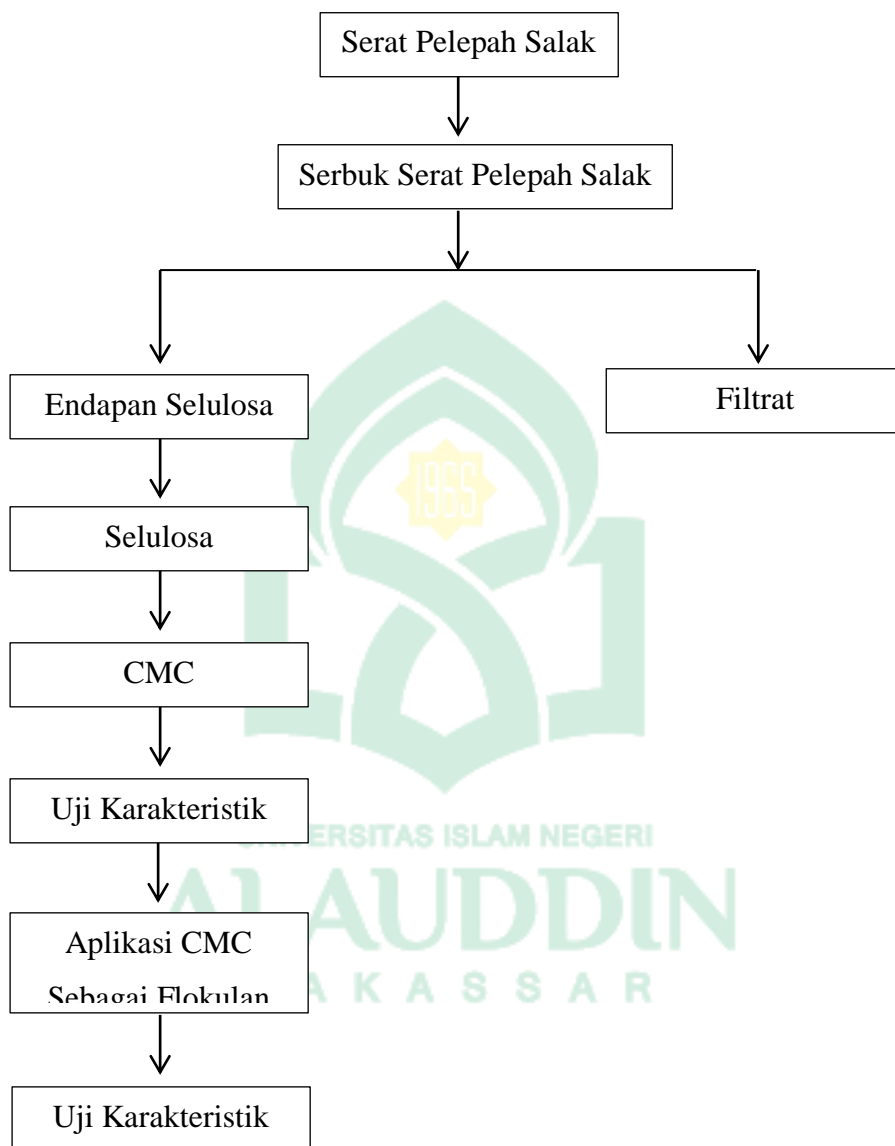 Serat Pelepah Salak
Serbuk Serat Pelepah Salak
Endapan Selulosa
Filtrat
Selulosa
1965
CMC
Uji Karakteristik
UNIVERSITAS ISLAM NEGERI
ALAUDDIN
Aplikasi CMC
Sebagai Flokulan
MAKASSAR
Uji Karakteristik